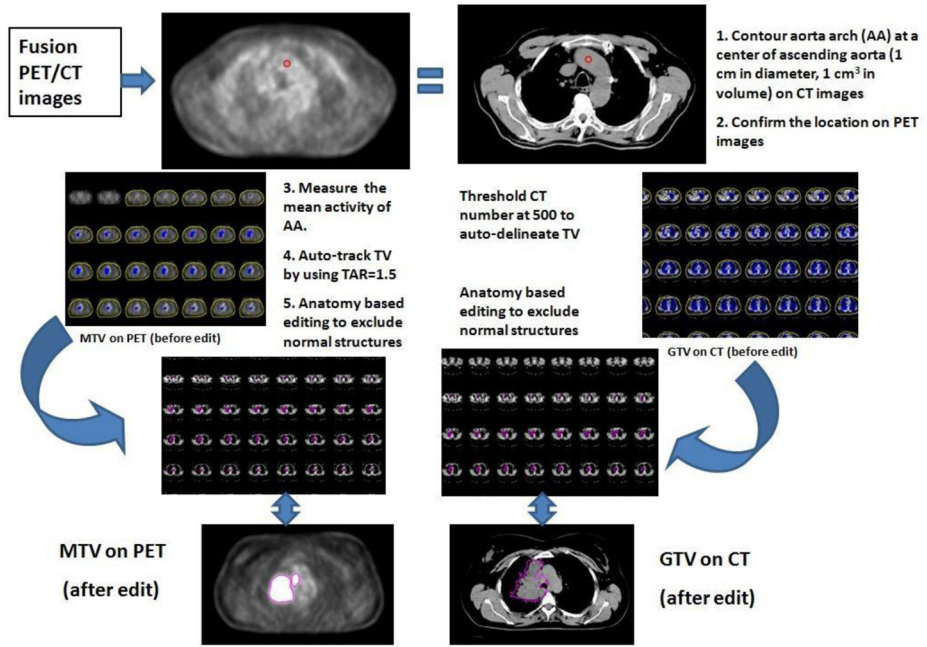 Fusion
PET/CT
images
1. Contour aorta arch (AA) at a
center of ascending aorta (1
cm in diameter, 1 cm³ in
volume) on CT images
2. Confirm the location on PET
images
3. Measure the
mean activity of
AA.
4. Auto-track TV
by using TAR=1.5
5. Anatomy based
editing to exclude
normal structures
MTV on PET (before edit)
Threshold CT
number at 500 to
auto-delineate TV
Anatomy based
editing to exclude
normal structures
GTV on CT (before edit)
MTV on PET
(after edit)
GTV on CT
(after edit)